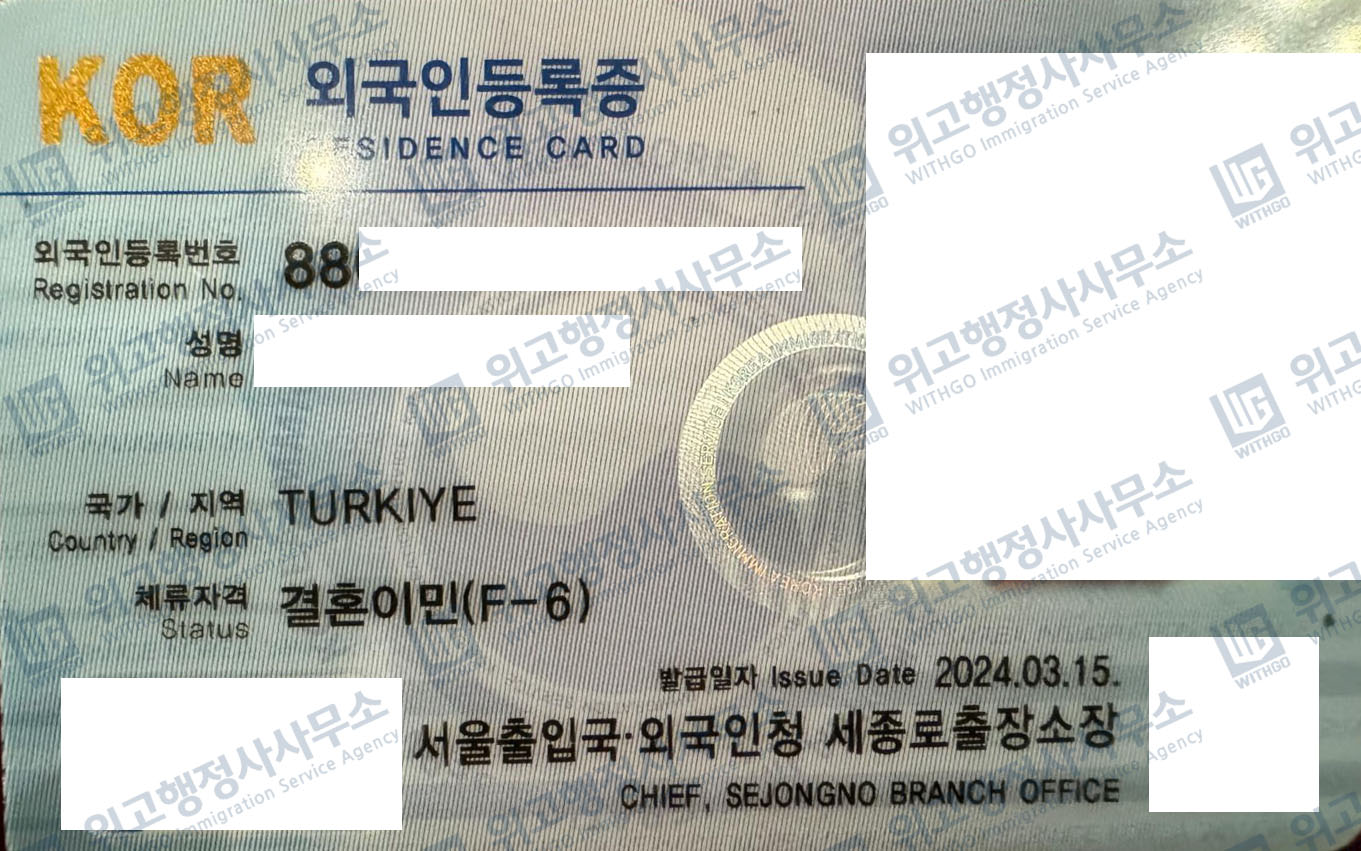 KOR
외국인등록증
RESIDENCE CARD
외국인등록번호 88
Registration No.
성명
Name
국가 / 지역 TURKIYE
Country / Region
체류자격 결혼이민(F-6)
Status
발급일자 Issue Date 2024.03.15.
서울출입국·외국인청 세종로출장소장
CHIEF, SEJONGNO BRANCH OFFICE
위고행정사사무소
WITHGO Immigration Service Agency
WITHGO